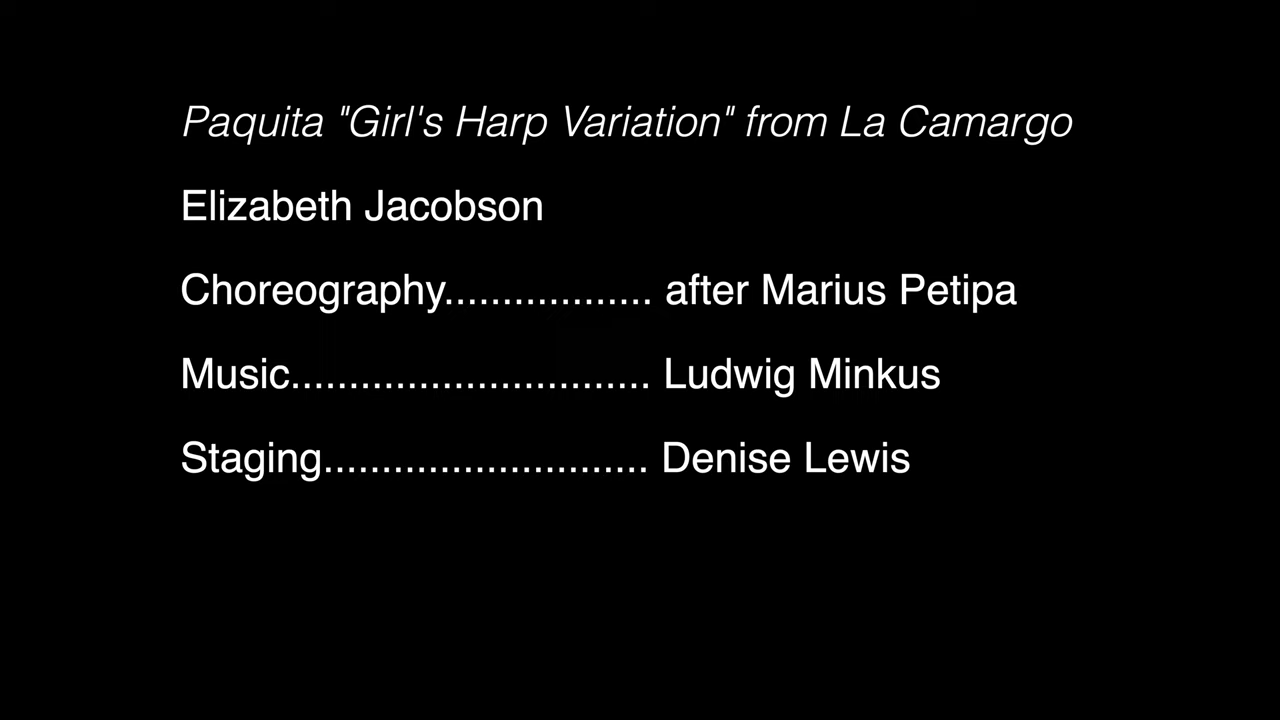 Paquita "Girl's Harp Variation" from La Camargo
Elizabeth Jacobson
Choreography.................. after Marius Petipa
Music............................... Ludwig Minkus
Staging............................ Denise Lewis